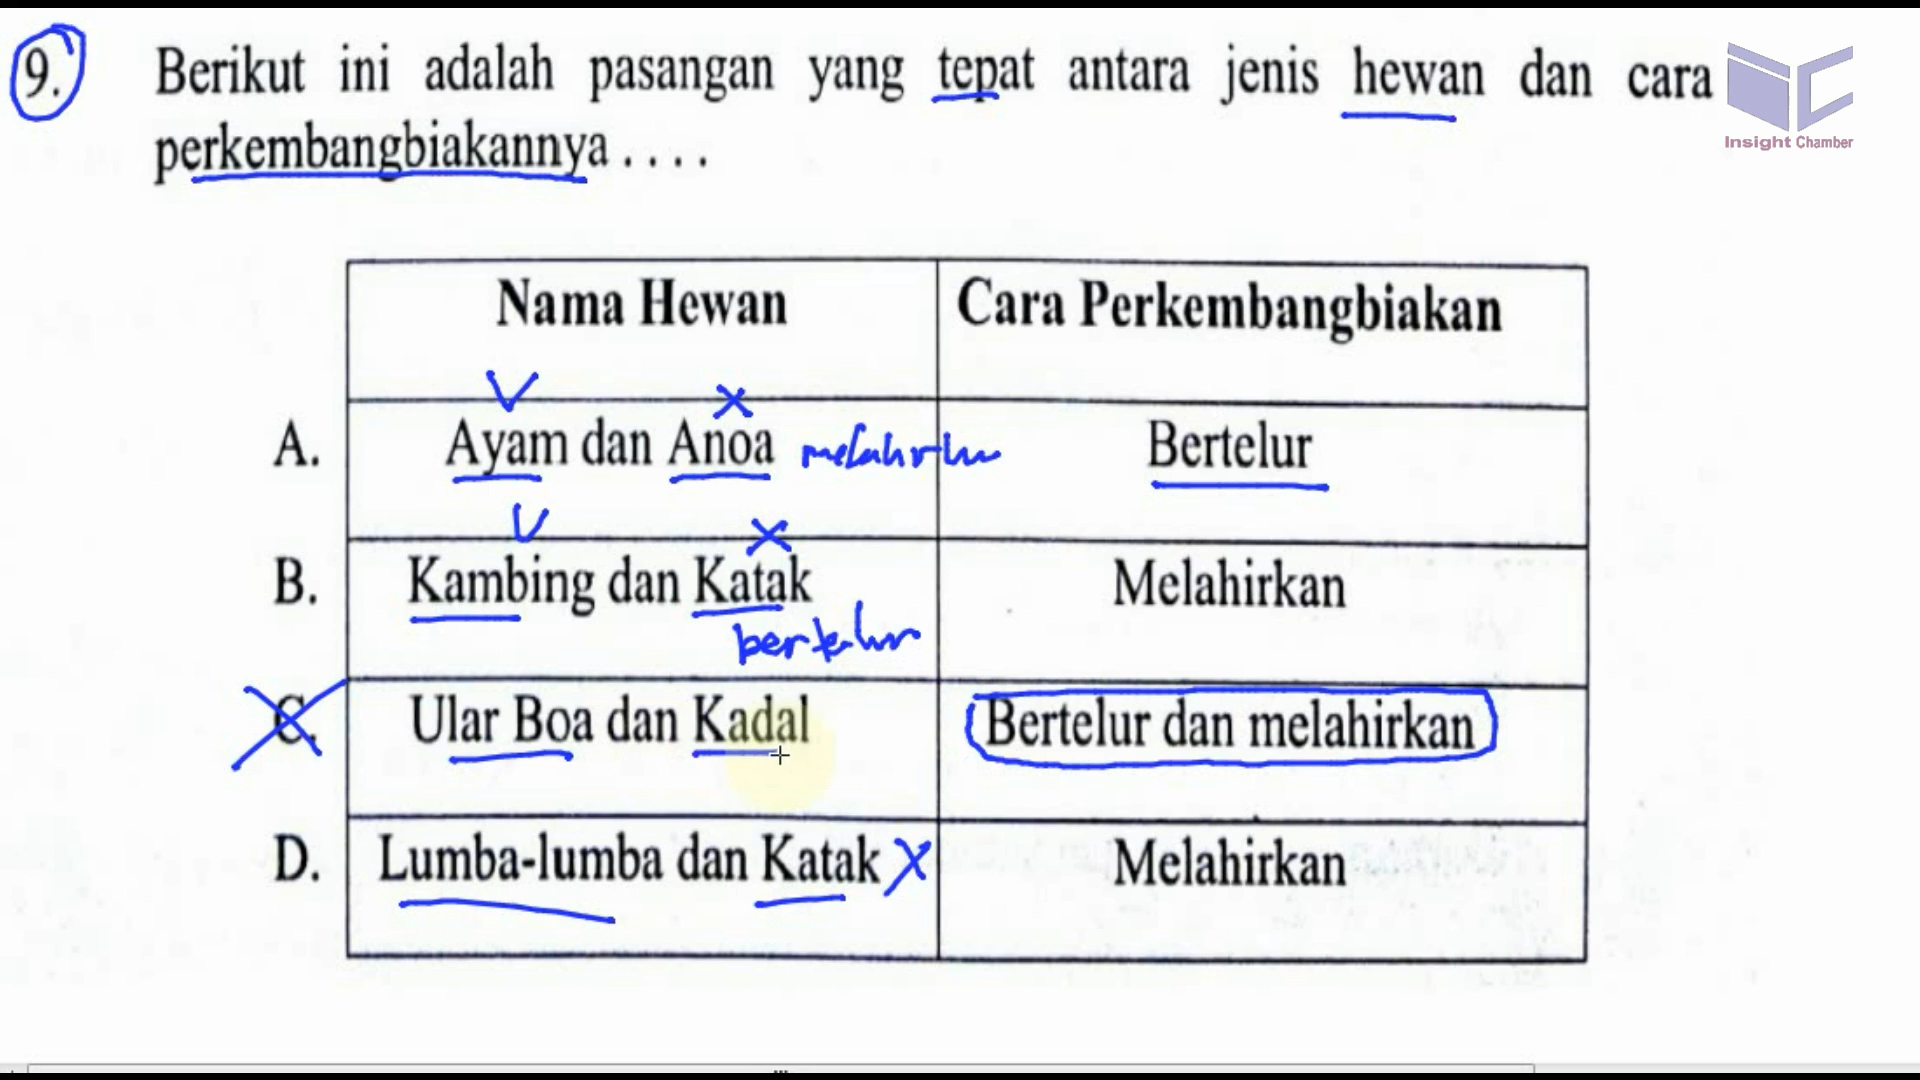 9. Berikut ini adalah pasangan yang tepat antara jenis hewan dan cara
perkembangbiakannya . . . .
Insight Chamber
Nama Hewan Cara Perkembangbiakan
A. Ayam dan Anoa Bertelur
B. Kambing dan Katak Melahirkan
bertelur
C. Ular Boa dan Kadal Bertelur dan melahirkan
D. Lumba-lumba dan Katak Melahirkan